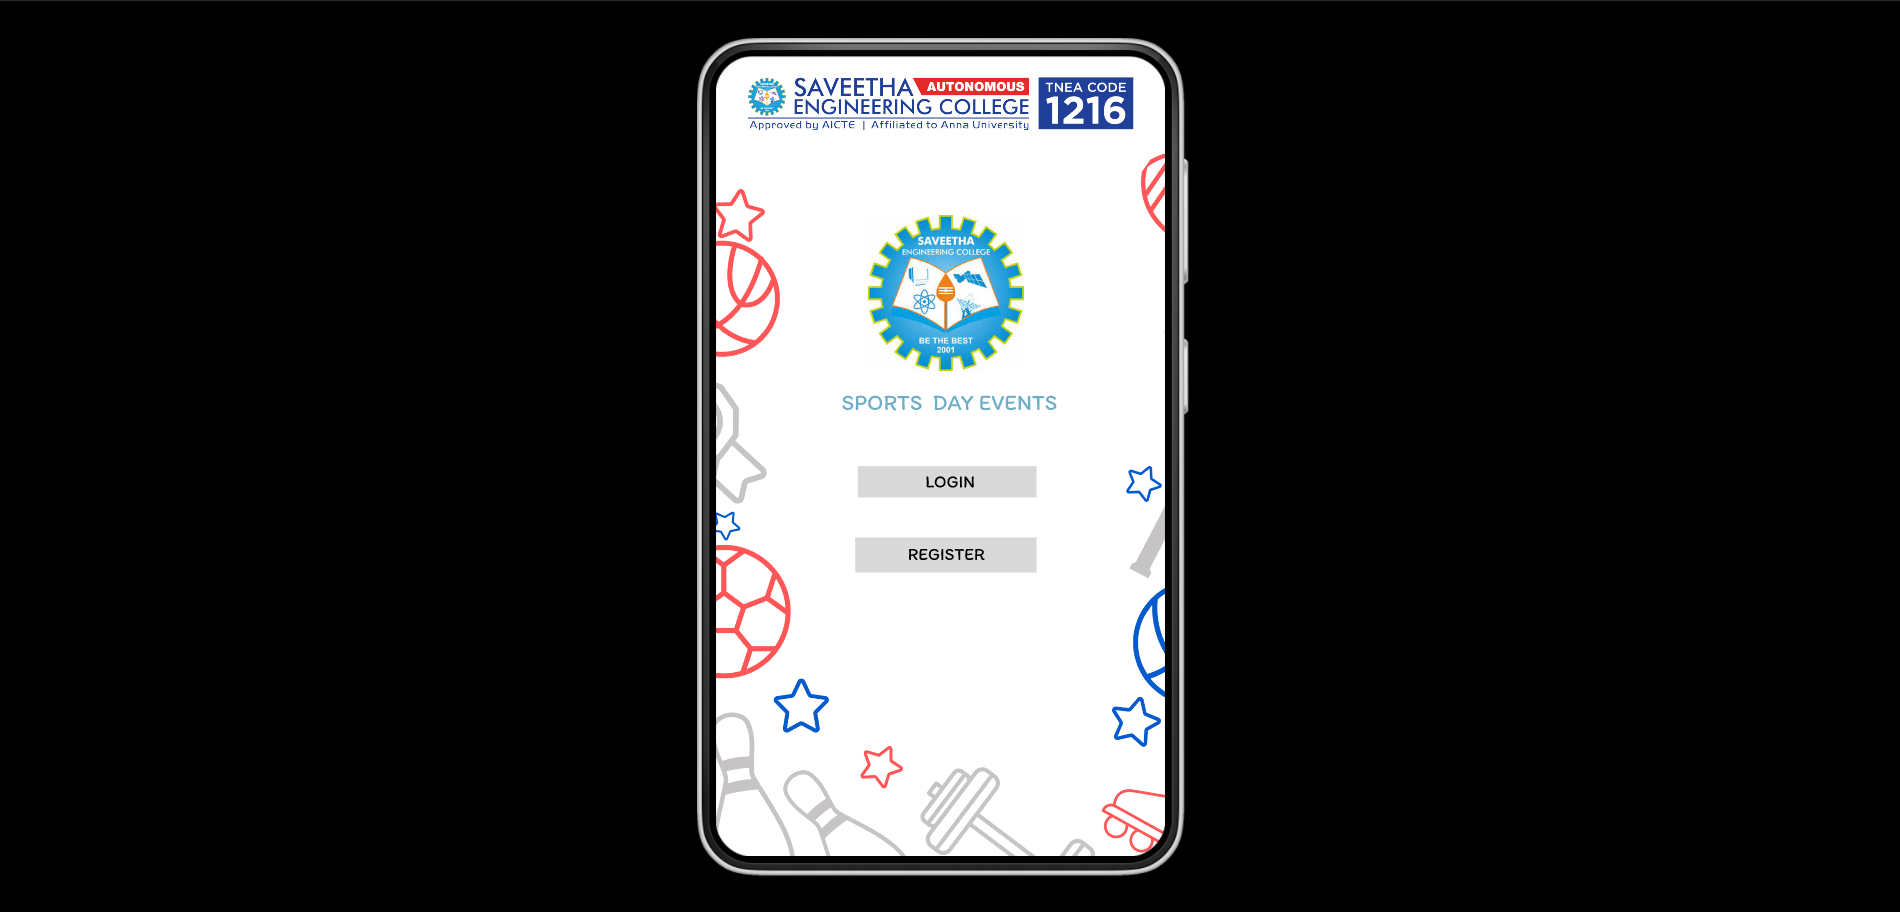 SAVEETHA AUTONOMOUS
ENGINEERING COLLEGE
Approved by AICTE | Affiliated to Anna University
TNEA CODE
1216
SAVEETHA
ENGINEERING COLLEGE
BE THE BEST
2001
SPORTS DAY EVENTS
LOGIN
REGISTER